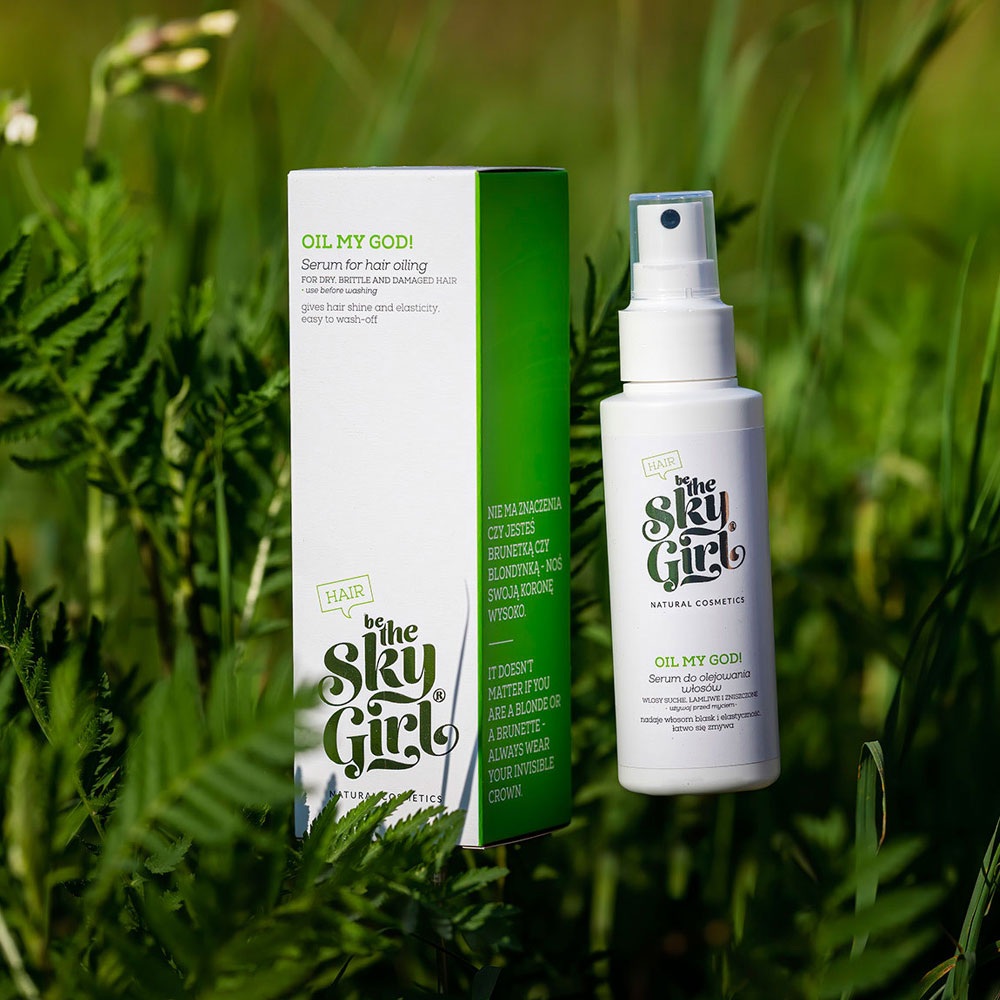 OIL MY GOD!
Serum for hair oiling
FOR DRY, BRITTLE AND DAMAGED HAIR
- use before washing
gives hair shine and elasticity,
easy to wash-off
HAIR
be the
Sky
Girl®
NATURAL COSMETICS
NIE MA ZNACZENIA
CZY JESTEŚ
BRUNETKĄ CZY
BLONDYNKĄ - NOŚ
SWOJĄ KORONĘ
WYSOKO.
IT DOESN'T
MATTER IF YOU
ARE A BLONDE OR
A BRUNETTE -
ALWAYS WEAR
YOUR INVISIBLE
CROWN.
HAIR
be the
Sky
Girl®
NATURAL COSMETICS
OIL MY GOD!
Serum do olejowania
włosów
WŁOSY SUCHE, ŁAMLIWE I ZNISZCZONE
- używaj przed myciem-
nadaje włosom blask i elastyczność,
łatwo się zmywa